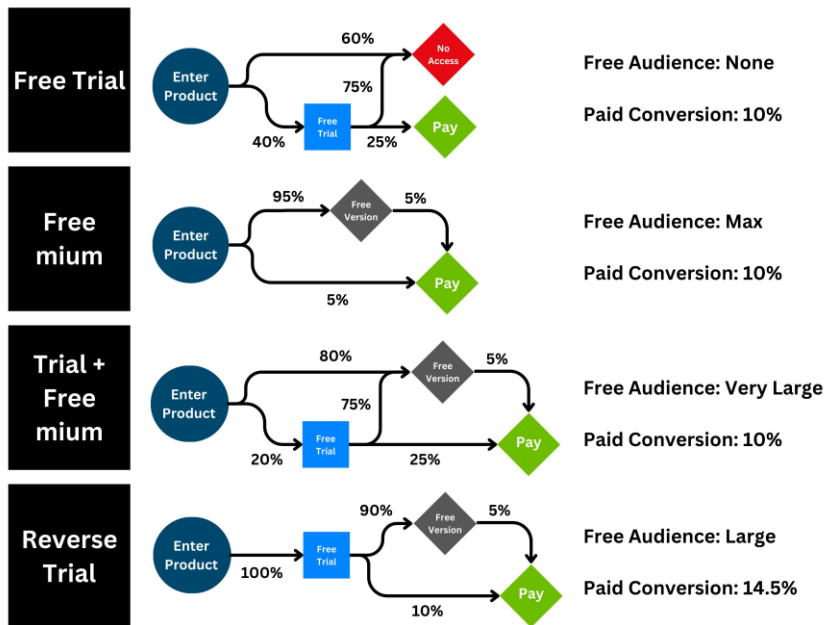 Free Trial
Enter
Product
60%
No
Access
75%
Free
Trial
40%
25%
Pay
Free Audience: None
Paid Conversion: 10%
Free
mium
Enter
Product
95%
Free
Version
5%
Pay
5%
Free Audience: Max
Paid Conversion: 10%
Trial +
Free
mium
Enter
Product
80%
Free
Version
5%
75%
Free
Trial
20%
25%
Pay
Free Audience: Very Large
Paid Conversion: 10%
Reverse
Trial
Enter
Product
100%
Free
Trial
90%
Free
Version
5%
10%
Pay
Free Audience: Large
Paid Conversion: 14.5%